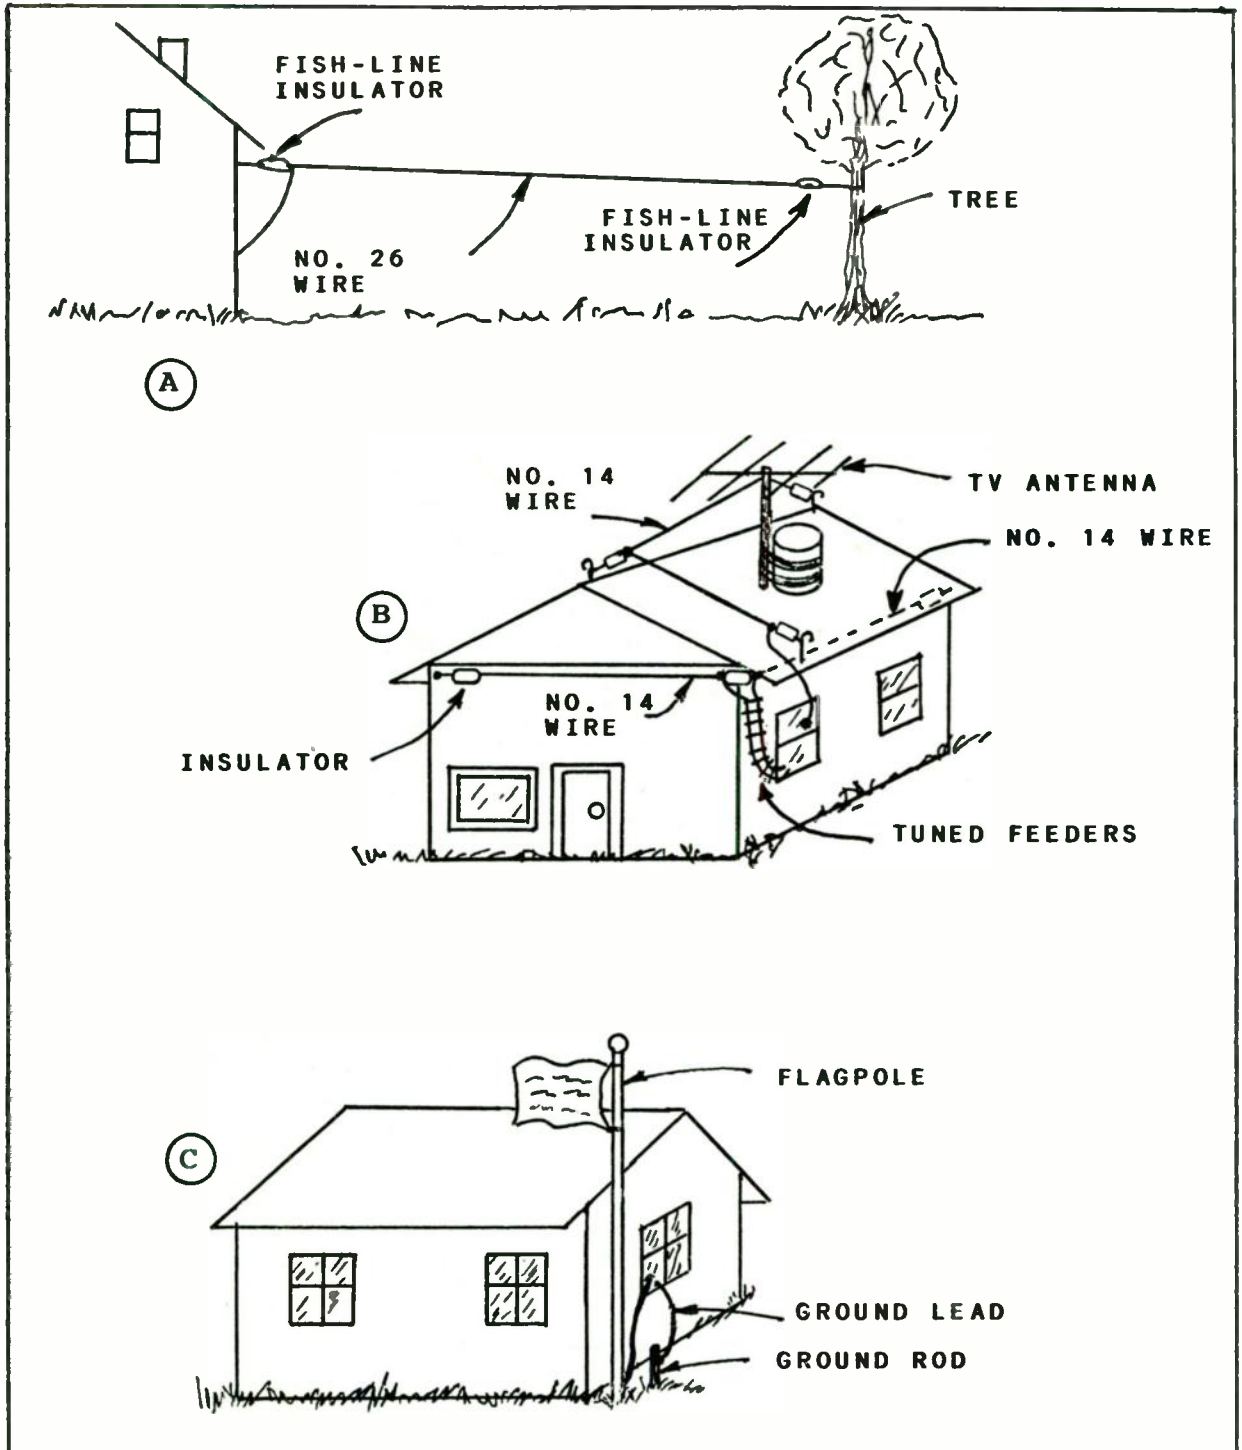 FISH-LINE
INSULATOR
FISH-LINE
INSULATOR
TREE
NO. 26
WIRE
A
NO. 14
WIRE
TV ANTENNA
NO. 14 WIRE
B
NO. 14
WIRE
INSULATOR
TUNED FEEDERS
FLAGPOLE
C
GROUND LEAD
GROUND ROD